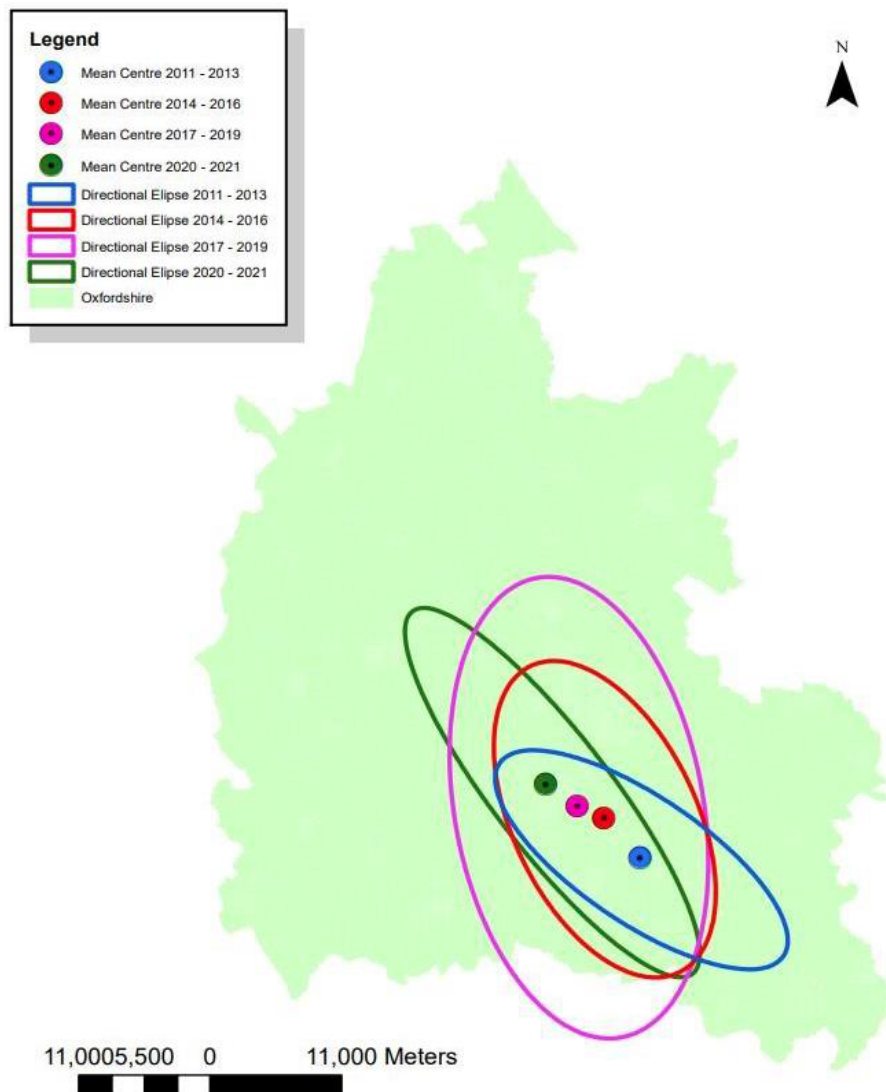 Legend
Mean Centre 2011 - 2013
Mean Centre 2014 - 2016
Mean Centre 2017 - 2019
Mean Centre 2020 - 2021
Directional Elipse 2011 - 2013
Directional Elipse 2014 - 2016
Directional Elipse 2017 - 2019
Directional Elipse 2020 - 2021
Oxfordshire
N
11,0005,500 0 11,000 Meters